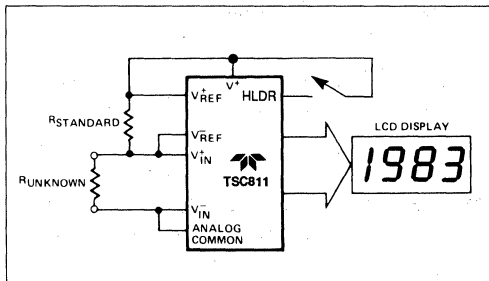 V+
V+REF
HLDR
RSTANDARD
LCD DISPLAY
V-REF
V+IN
1983
TSC811
RUNKNOWN
V-IN
ANALOG
COMMON